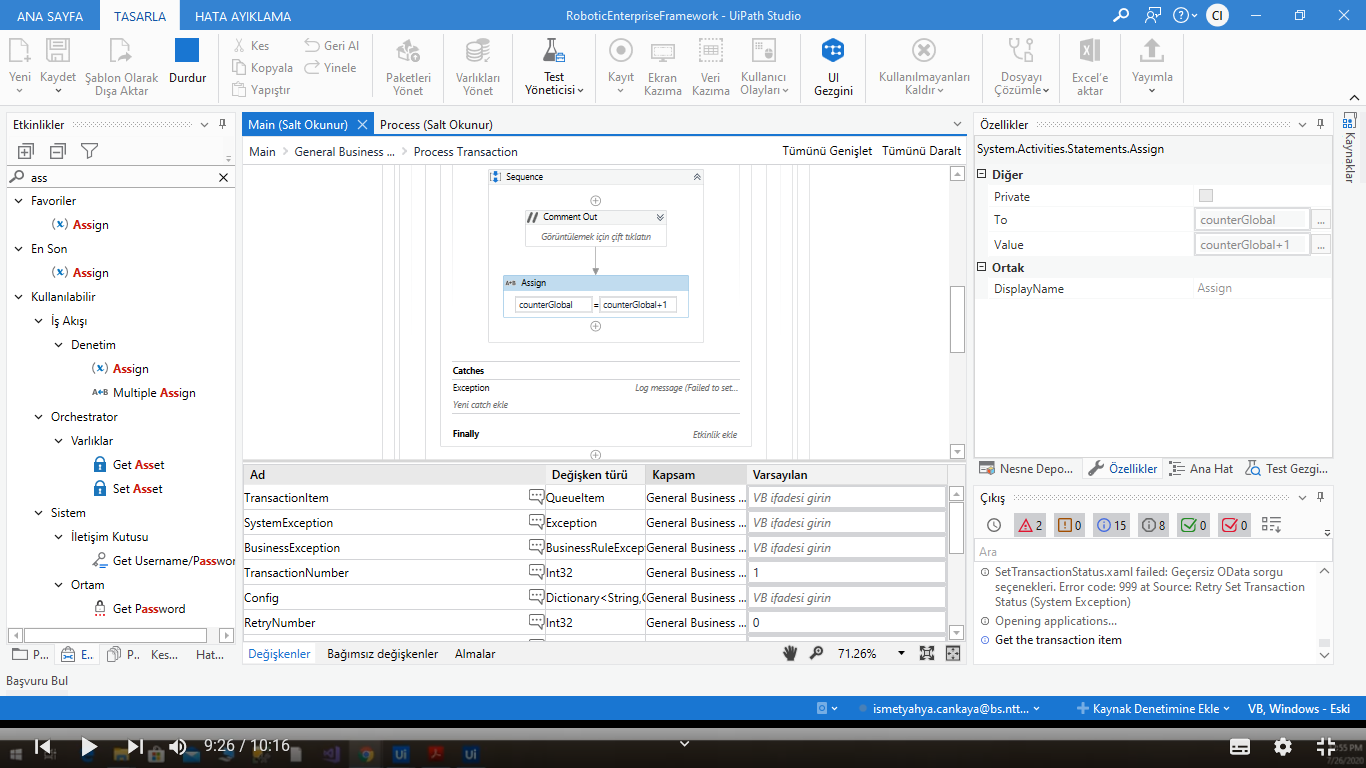 ANA SAYFA TASARLA HATA AYIKLAMA RoboticEnterpriseFramework - UiPath Studio CI
Yeni Kaydet Şablon Olarak Dışa Aktar Durdur
Kes Geri Al
Kopyala Yinele
Yapıştır
Paketleri Yönet
Varlıkları Yönet
Test Yöneticisi
Kayıt
Ekran Kazıma
Veri Kazıma
Kullanıcı Olayları
UI Gezgini
Kullanılmayanları Kaldır
Dosyayı Çözümle
Excel'e aktar
Yayımla
Etkinlikler
ass
Favoriler
Assign
En Son
Assign
Kullanılabilir
İş Akışı
Denetim
Assign
A+B Multiple Assign
Orchestrator
Varlıklar
Get Asset
Set Asset
Sistem
İletişim Kutusu
Get Username/Passwor
Ortam
Get Password
P... E.. P.. Kes... Hat...
Başvuru Bul
Main (Salt Okunur) Process (Salt Okunur)
Main General Business ... Process Transaction Tümünü Genişlet Tümünü Daralt
Sequence
Comment Out
Görüntülemek için çift tıklatın
A+B Assign
counterGlobal = counterGlobal+1
Catches
Exception Log message (Failed to set...
Yeni catch ekle
Finally Etkinlik ekle
Ad Değişken türü Kapsam Varsayılan
TransactionItem QueueItem General Business ... VB ifadesi girin
SystemException Exception General Business ... VB ifadesi girin
BusinessException BusinessRuleExcep General Business ... VB ifadesi girin
TransactionNumber Int32 General Business ... 1
Config Dictionary<String,O General Business ... VB ifadesi girin
RetryNumber Int32 General Business ... 0
Değişkenler Bağımsız değişkenler Almalar 71.26%
Özellikler
System.Activities.Statements.Assign
Diğer
Private
To counterGlobal ...
Value counterGlobal+1 ...
Ortak
DisplayName Assign
Kaynaklar
Nesne Depo... Özellikler Ana Hat Test Gezgi...
Çıkış
2 0 15 8 0 0
Ara
SetTransactionStatus.xaml failed: Geçersiz OData sorgu
seçenekleri. Error code: 999 at Source: Retry Set Transaction
Status (System Exception)
Opening applications...
Get the transaction item
ismetyahya.cankaya@bs.ntt... Kaynak Denetimine Ekle VB, Windows - Eski
9:26 / 10:16
7/26/2020